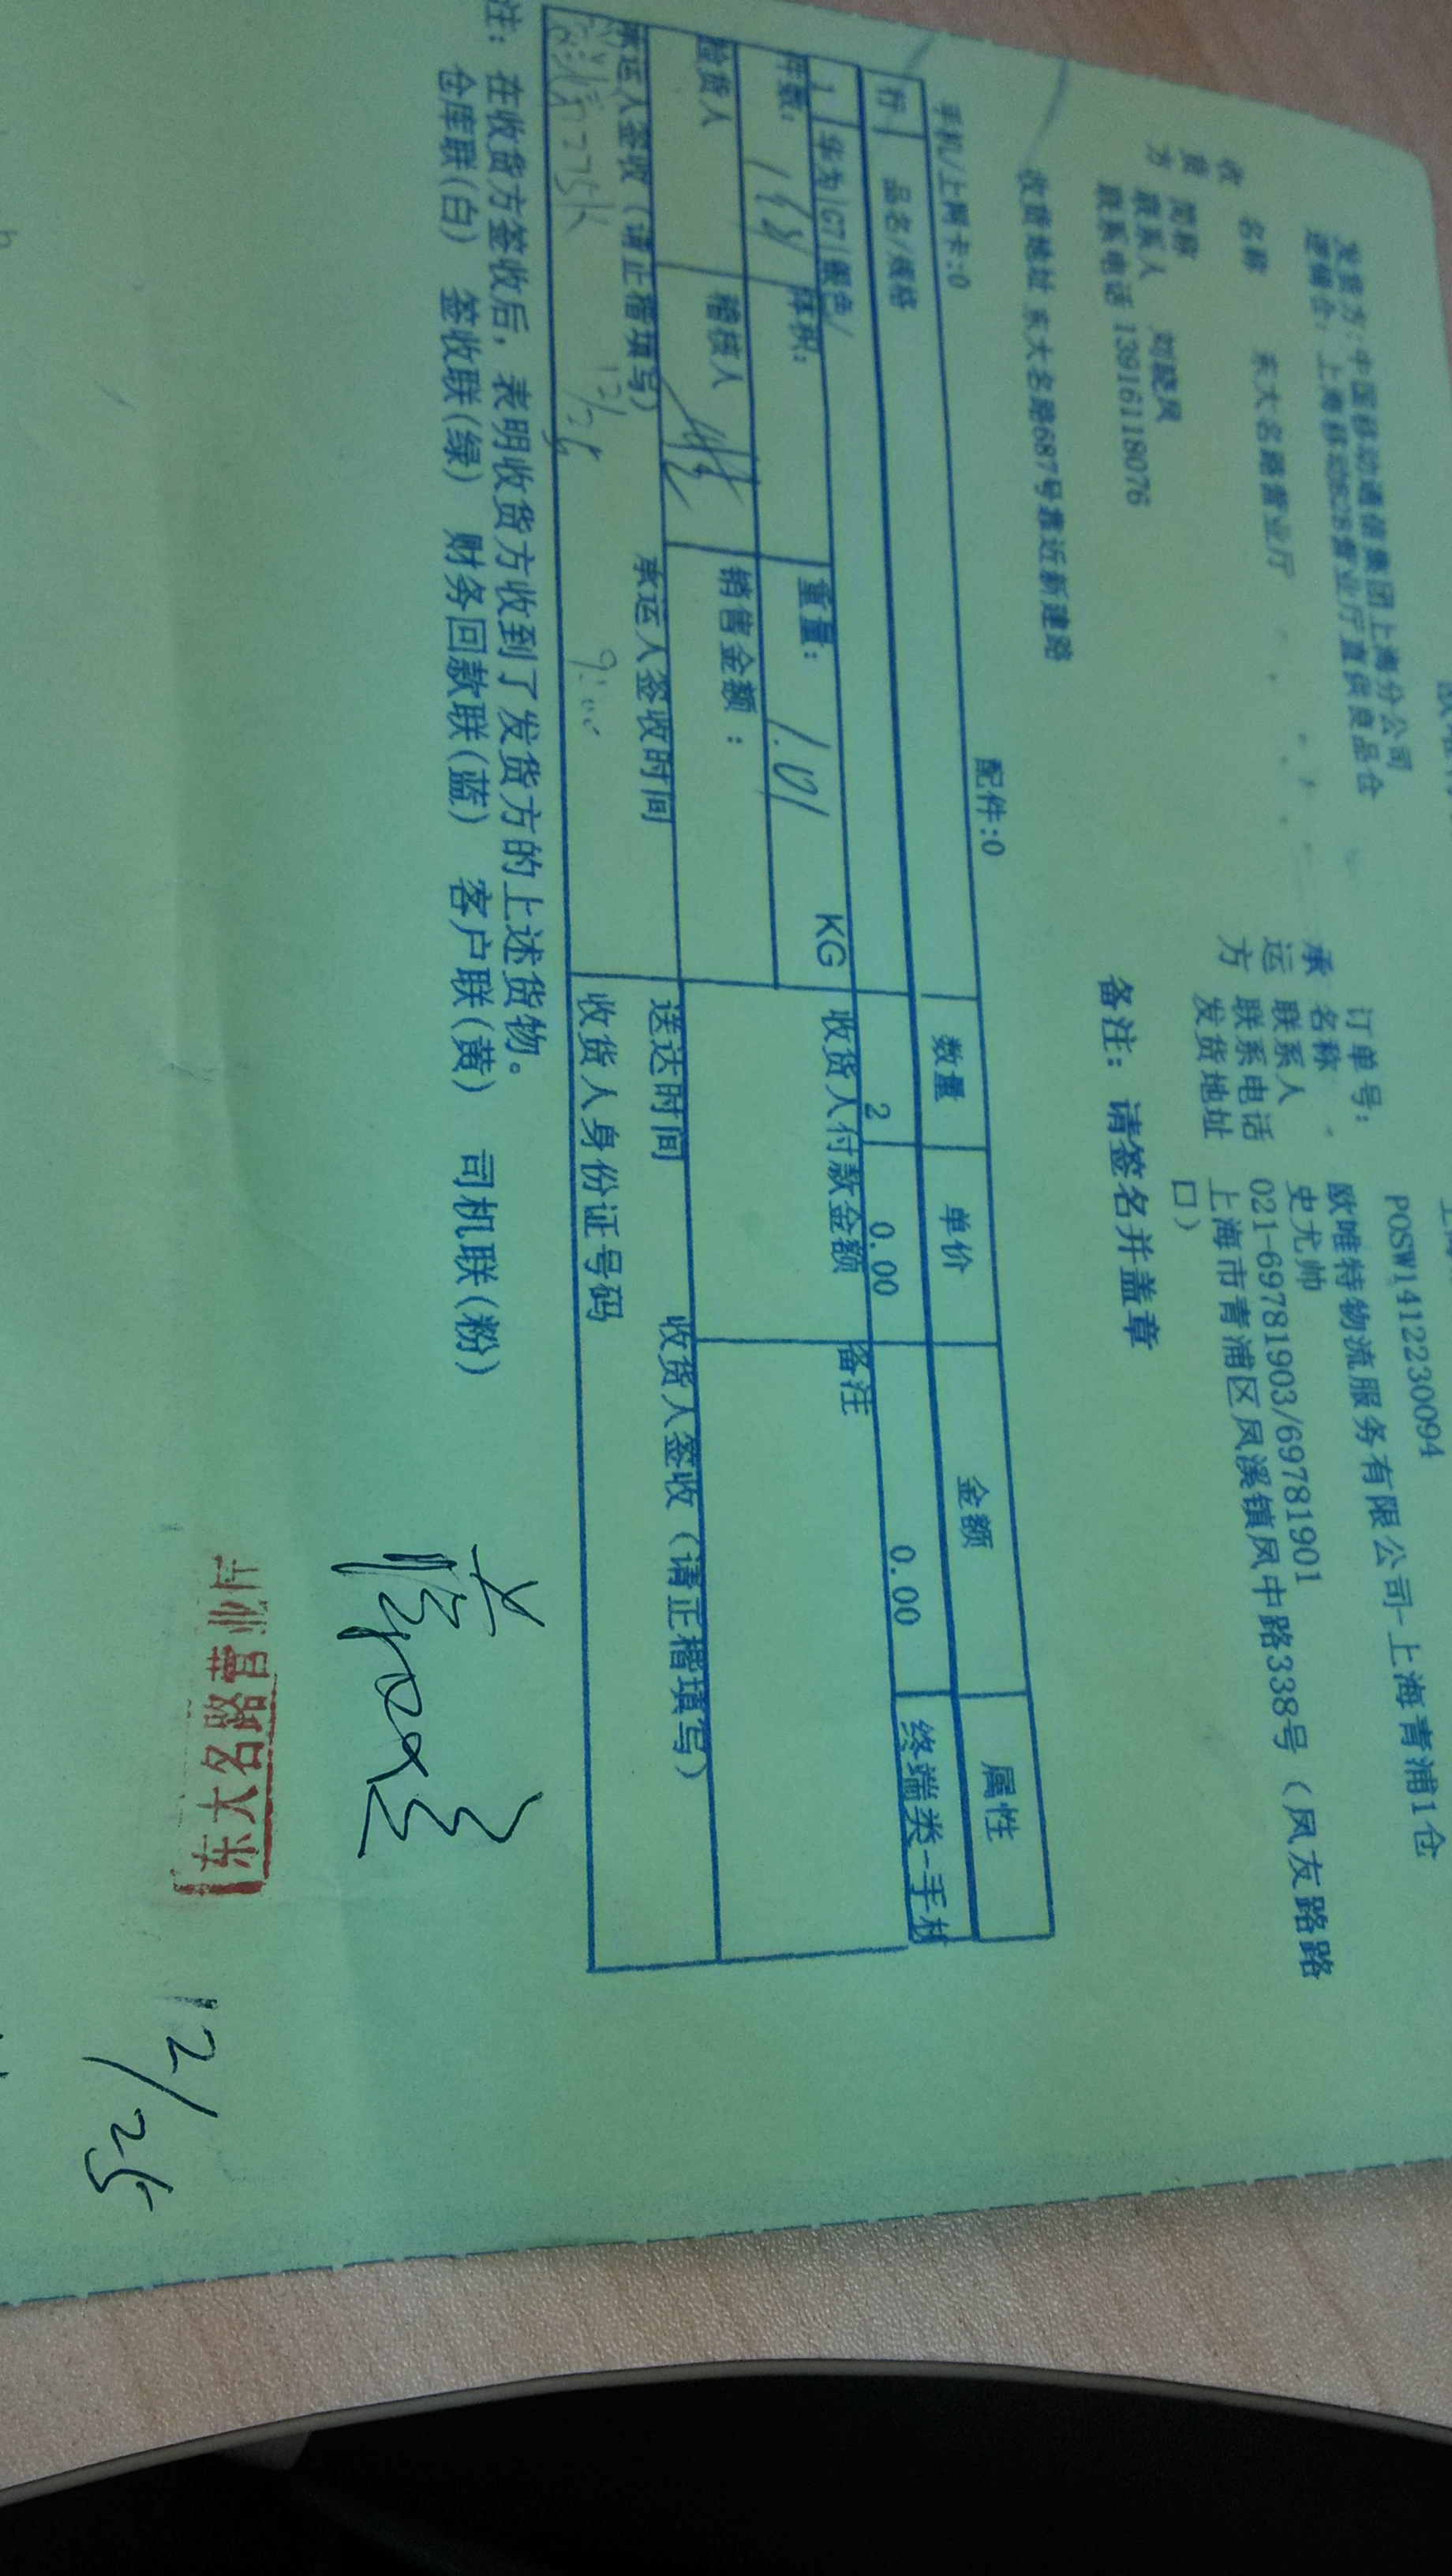 发货方:中国移动通信集团上海分公司
逻辑仓: 上海移动B2B营业厅直供良品仓
订单号: POSW1412230094
收货方 名称 东大名路营业厅
简称
联系人 刘晓凤
联系电话 13916118076
收货地址 东大名路687号靠近新建路
承运方 名称 欧唯特物流服务有限公司-上海青浦1仓
联系人 史尤帅
联系电话 021-69781903/69781901
发货地址 上海市青浦区凤溪镇凤中路338号（凤友路路口）
备注: 请签名并盖章
手机/上网卡:0 配件:0
行 品名/规格 数量 单价 金额 属性
1 华为|G7|银色/ 2 0.00 0.00 终端类-手机
件数: 体积: 重量: 1.01 KG 收货人付款金额 备注
验货人 稽核人 销售金额:
承运人签收（请正楷填写） 承运人签收时间 送达时间 收货人签收（请正楷填写）
12/25 9:00 收货人身份证号码
注: 在收货方签收后, 表明收货方收到了发货方的上述货物。
仓库联(白) 签收联(绿) 财务回款联(蓝) 客户联(黄) 司机联(粉)
东大名路营业厅
12/25